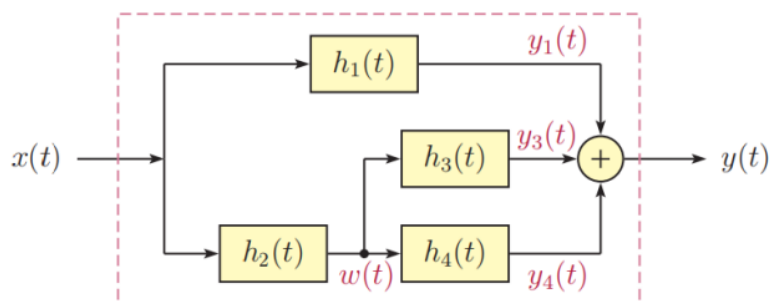 y₁(t)
h₁(t)
x(t)
h₃(t)
y₃(t)
+
y(t)
h₂(t)
w(t)
h₄(t)
y₄(t)